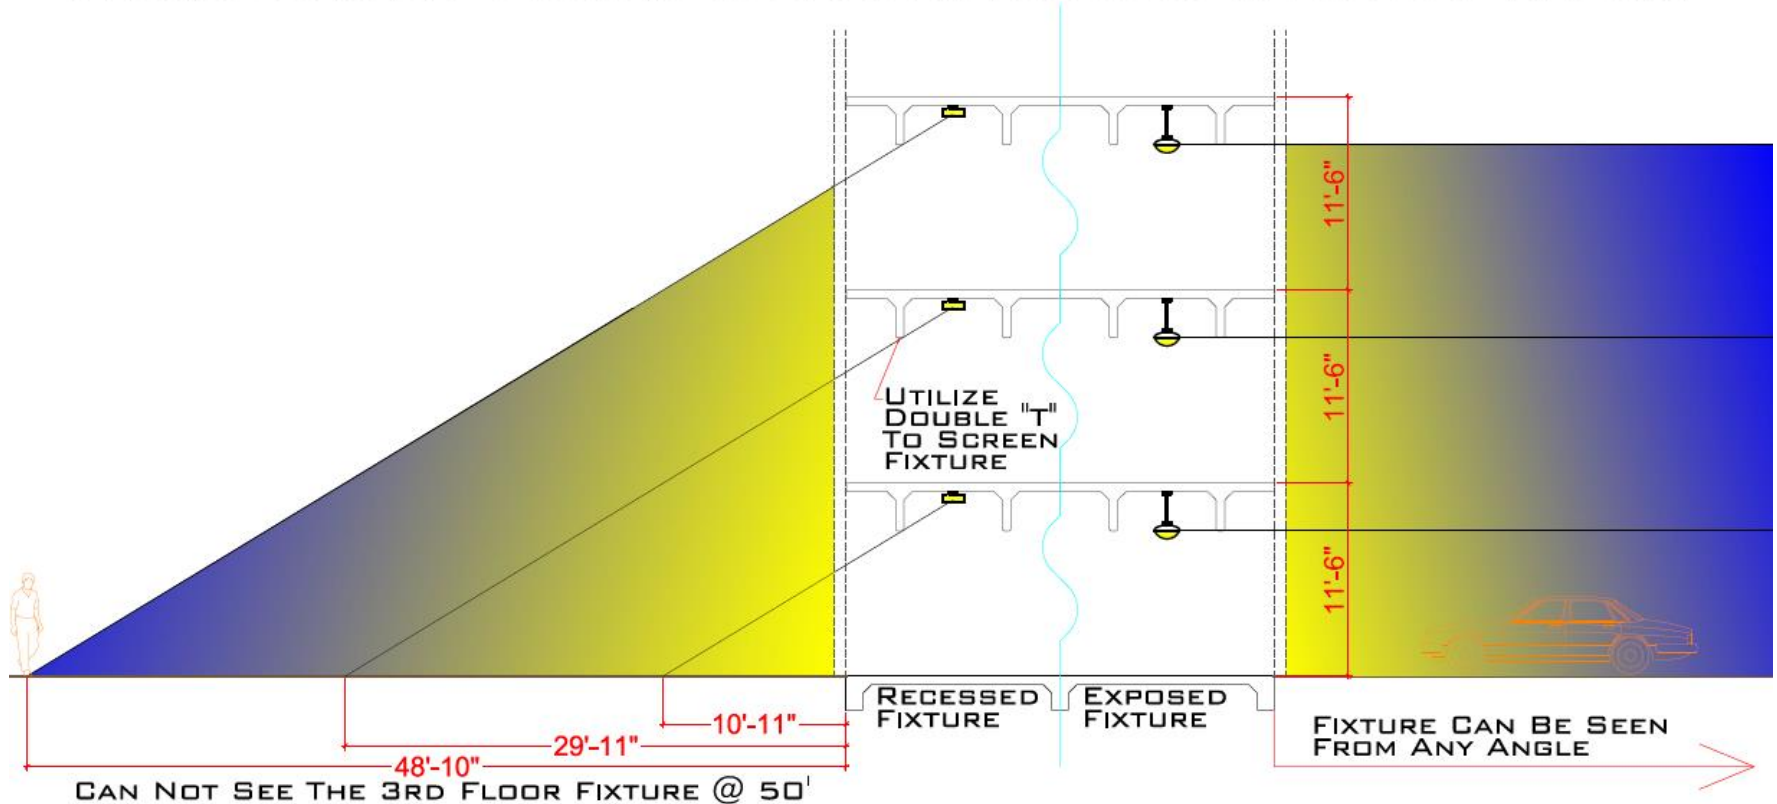 11'-6"
11'-6"
UTILIZE
DOUBLE "T"
TO SCREEN
FIXTURE
11'-6"
RECESSED
FIXTURE
EXPOSED
FIXTURE
10'-11"
29'-11"
48'-10"
FIXTURE CAN BE SEEN
FROM ANY ANGLE
CAN NOT SEE THE 3RD FLOOR FIXTURE @ 50'